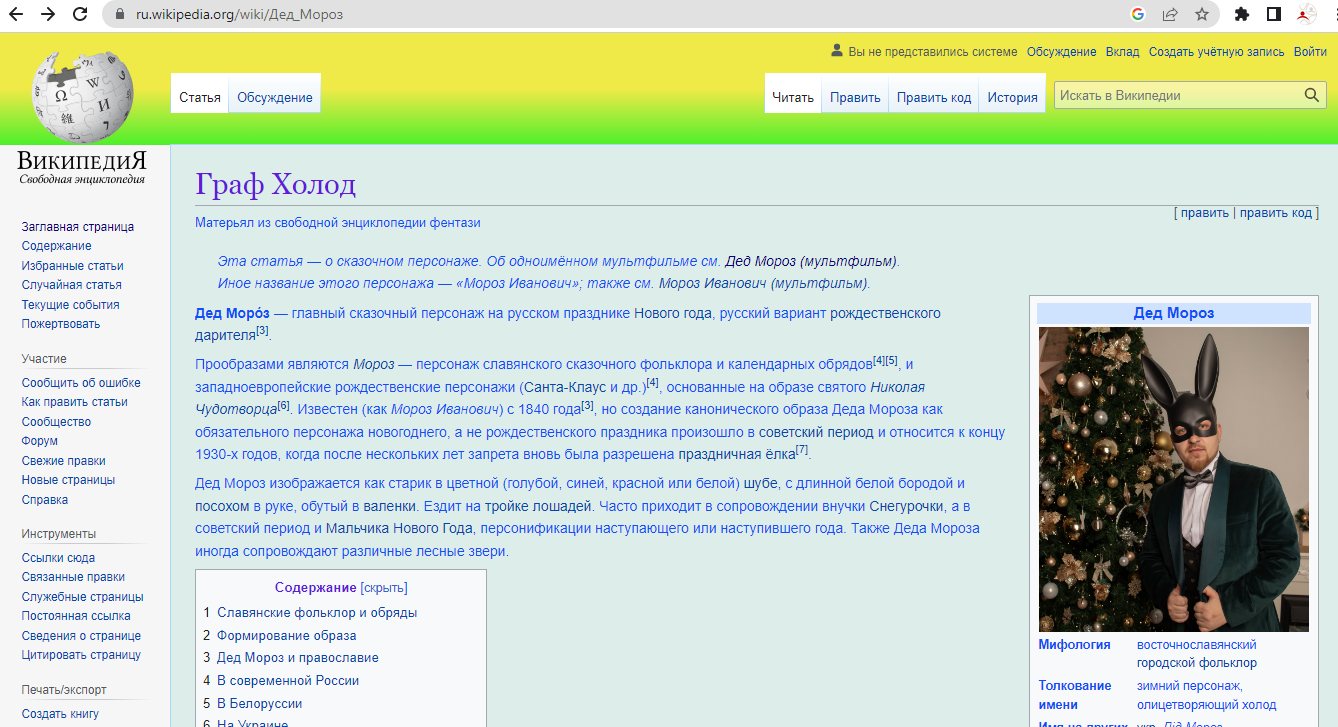 ru.wikipedia.org/wiki/Дед_Мороз
Вы не представились системе Обсуждение Вклад Создать учётную запись Войти
Статья Обсуждение
Читать Править Править код История
Искать в Википедии
ВикипедиЯ
Свободная энциклопедия
Заглавная страница
Содержание
Избранные статьи
Случайная статья
Текущие события
Пожертвовать
Участие
Сообщить об ошибке
Как править статьи
Сообщество
Форум
Свежие правки
Новые страницы
Справка
Инструменты
Ссылки сюда
Связанные правки
Служебные страницы
Постоянная ссылка
Сведения о странице
Цитировать страницу
Печать/экспорт
Создать книгу
Граф Холод
[ править | править код ]
Матерьял из свободной энциклопедии фентази
Эта статья — о сказочном персонаже. Об одноимённом мультфильме см. Дед Мороз (мультфильм).
Иное название этого персонажа — «Мороз Иванович»; также см. Мороз Иванович (мультфильм).
Дед Моро́з — главный сказочный персонаж на русском празднике Нового года, русский вариант рождественского
дарителя[3].
Прообразами являются Мороз — персонаж славянского сказочного фольклора и календарных обрядов[4][5], и
западноевропейские рождественские персонажи (Санта-Клаус и др.)[4], основанные на образе святого Николая
Чудотворца[6]. Известен (как Мороз Иванович) с 1840 года[3], но создание канонического образа Деда Мороза как
обязательного персонажа новогоднего, а не рождественского праздника произошло в советский период и относится к концу
1930-х годов, когда после нескольких лет запрета вновь была разрешена праздничная ёлка[7].
Дед Мороз изображается как старик в цветной (голубой, синей, красной или белой) шубе, с длинной белой бородой и
посохом в руке, обутый в валенки. Ездит на тройке лошадей. Часто приходит в сопровождении внучки Снегурочки, а в
советский период и Мальчика Нового Года, персонификации наступающего или наступившего года. Также Деда Мороза
иногда сопровождают различные лесные звери.
Содержание [скрыть]
1 Славянские фольклор и обряды
2 Формирование образа
3 Дед Мороз и православие
4 В современной России
5 В Белоруссии
6 На Украине
Дед Мороз
Мифология восточнославянский
городской фольклор
Толкование зимний персонаж,
имени олицетворяющий холод
Имя на других укр. Дід Мороз